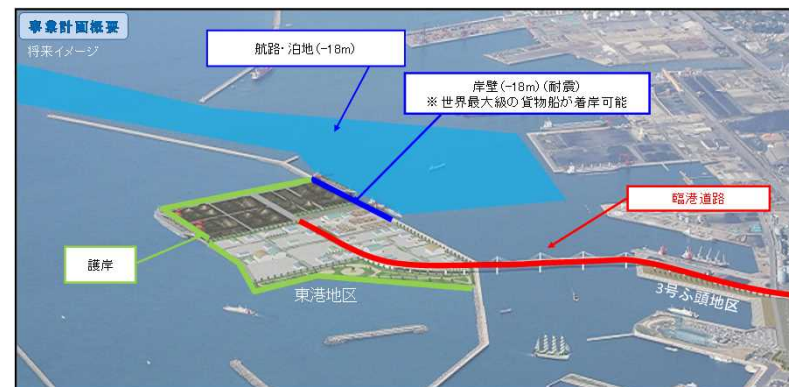 事業計画概要
将来イメージ
航路・泊地(-18m)
岸壁(-18m)(耐震)
※世界最大級の貨物船が着岸可能
臨港道路
護岸
東港地区
3号ふ頭地区